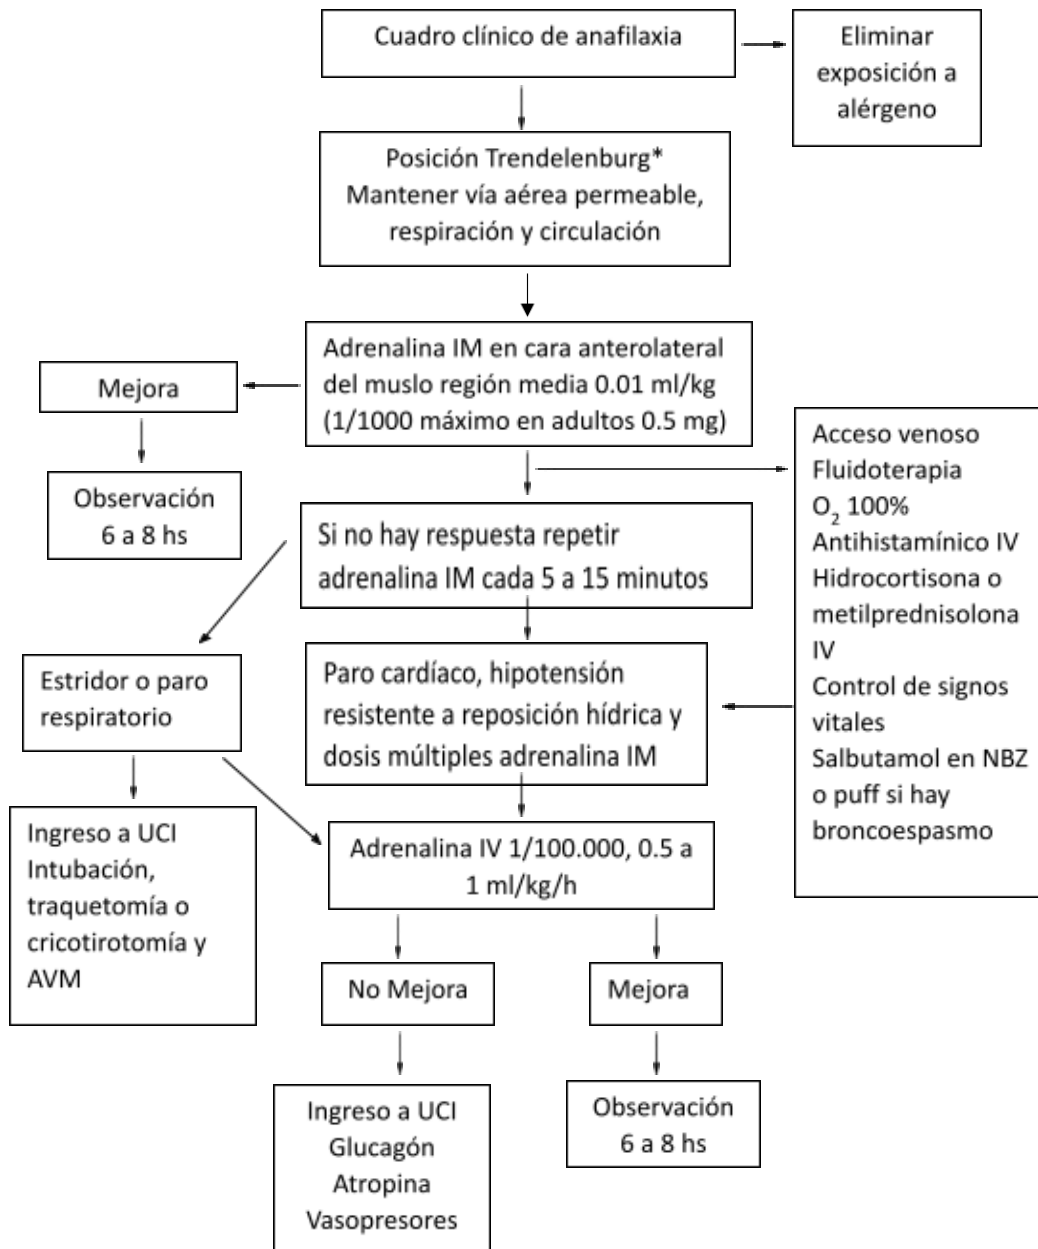 Cuadro clínico de anafilaxia
Eliminar
exposición a
alérgeno
Posición Trendelenburg*
Mantener vía aérea permeable,
respiración y circulación
Adrenalina IM en cara anterolateral
del muslo región media 0.01 ml/kg
(1/1000 máximo en adultos 0.5 mg)
Mejora
Observación
6 a 8 hs
Acceso venoso
Fluidoterapia
O₂ 100%
Antihistamínico IV
Hidrocortisona o
metilprednisolona
IV
Control de signos
vitales
Salbutamol en NBZ
o puff si hay
broncoespasmo
Si no hay respuesta repetir
adrenalina IM cada 5 a 15 minutos
Estridor o paro
respiratorio
Paro cardíaco, hipotensión
resistente a reposición hídrica y
dosis múltiples adrenalina IM
Ingreso a UCI
Intubación,
traquetomía o
cricotirotomía y
AVM
Adrenalina IV 1/100.000, 0.5 a
1 ml/kg/h
No Mejora
Mejora
Ingreso a UCI
Glucagón
Atropina
Vasopresores
Observación
6 a 8 hs